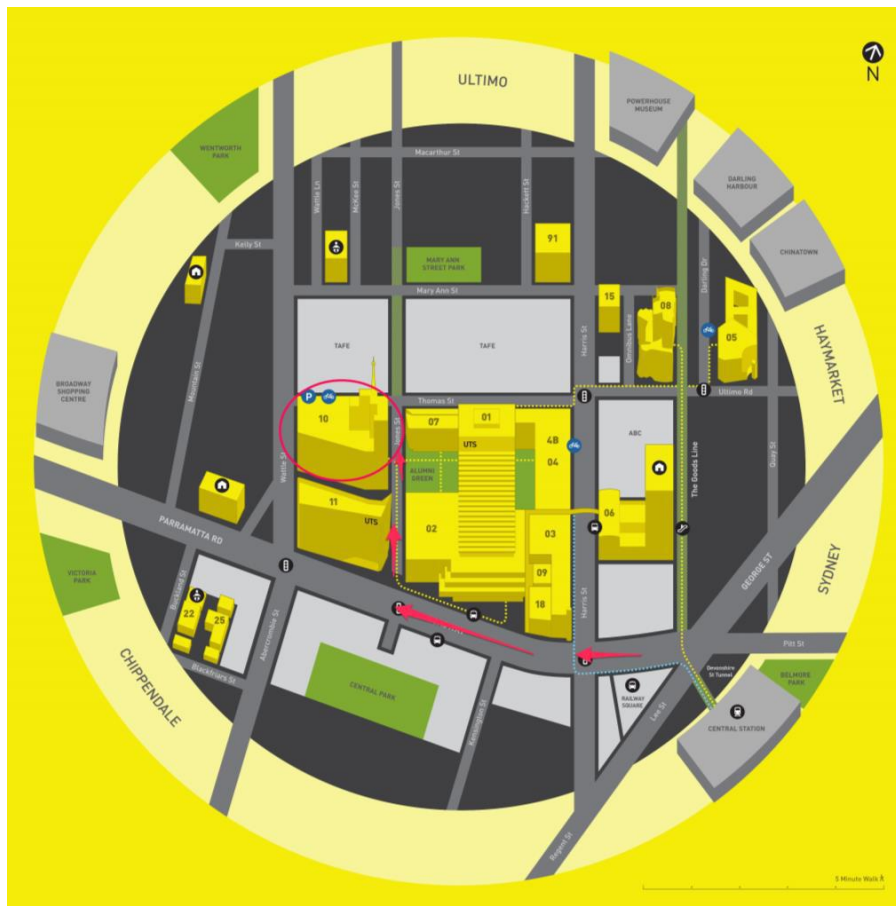 ULTIMO
N
POWERHOUSE
MUSEUM
WENTWORTH
PARK
Macarthur St
Wattle Ln
McKee St
Jones St
Hackett St
DARLING
HARBOUR
Kelly St
91
MARY ANN
STREET PARK
Darling Dr
CHINATOWN
Mary Ann St
15
08
Omnibus Lane
05
Harris St
TAFE
TAFE
HAYMARKET
BROADWAY
SHOPPING
CENTRE
Mountain St
P
Thomas St
Ultimo Rd
10
Jones St
07
01
UTS
4B
04
ABC
Wattle St
ALUMNI
GREEN
The Goods Line
Quay St
11
UTS
02
03
06
PARRAMATTA RD
09
18
Harris St
GEORGE ST
SYDNEY
VICTORIA
PARK
Buckland St
22
25
Abercrombie St
Blackfriars St
CENTRAL PARK
Kensington St
Pitt St
Devonshire
St Tunnel
BELMORE
PARK
RAILWAY
SQUARE
Lee St
CENTRAL STATION
CHIPPENDALE
Regent St
5 Minute Walk